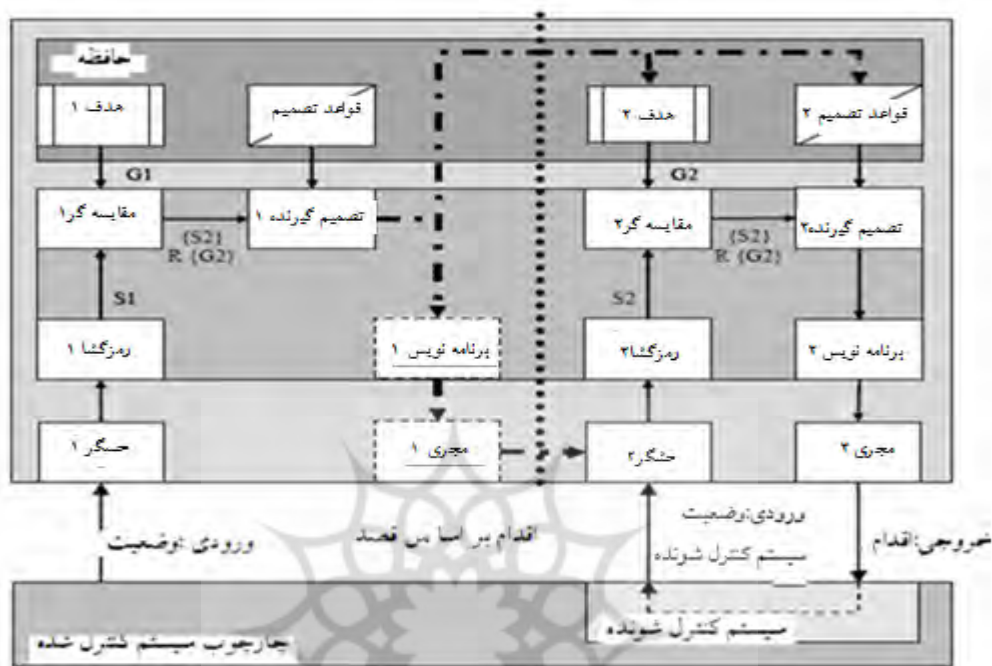 حافظه
هدف ۱
قواعد تصمیم
هدف ۲
قواعد تصمیم ۲
G1
G2
مقایسه گر۱
تصمیم گیرنده ۱
مقایسه گر۲
تصمیم گیرنده۲
{S2}
R {G2}
{S2}
R {G2}
S1
S2
رمزگشا ۱
برنامه نویس ۱
رمزگشا۲
برنامه نویس ۲
حسگر ۱
مجری ۱
حسگر۲
مجری ۲
ورودی :وضعیت
اقدام بر اساس قصد
ورودی:وضعیت
سیستم کنترل شونده
خروجی:اقدام
سیستم کنترل شونده
چارچوب سیستم کنترل شده